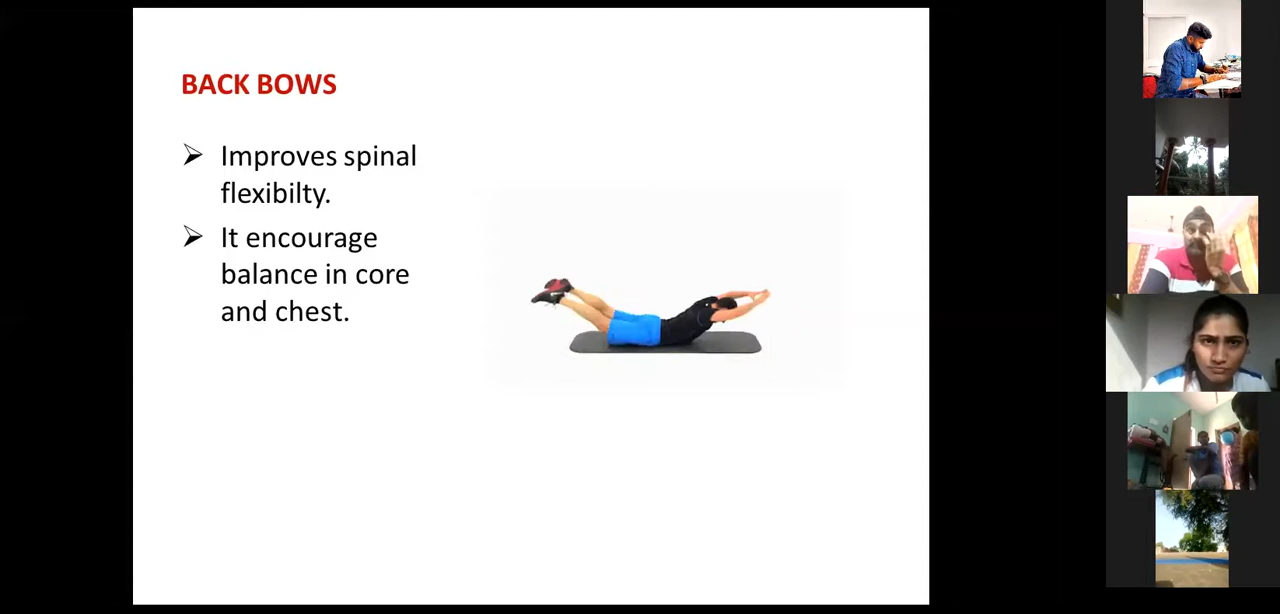 BACK BOWS
Improves spinal
flexibilty.
It encourage
balance in core
and chest.